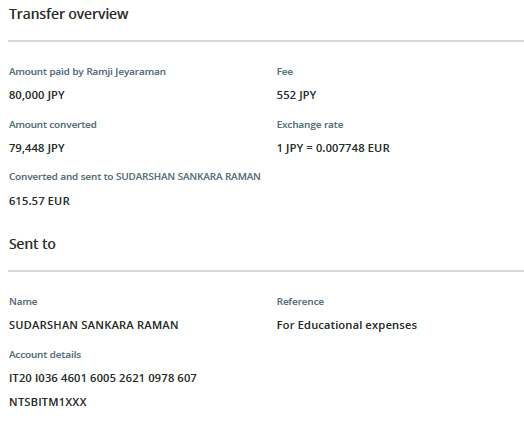 Transfer overview
Amount paid by Ramji Jeyaraman
Fee
80,000 JPY
552 JPY
Amount converted
Exchange rate
79,448 JPY
1 JPY = 0.007748 EUR
Converted and sent to SUDARSHAN SANKARA RAMAN
615.57 EUR
Sent to
Name
Reference
SUDARSHAN SANKARA RAMAN
For Educational expenses
Account details
IT20 I036 4601 6005 2621 0978 607
NTSBITM1XXX